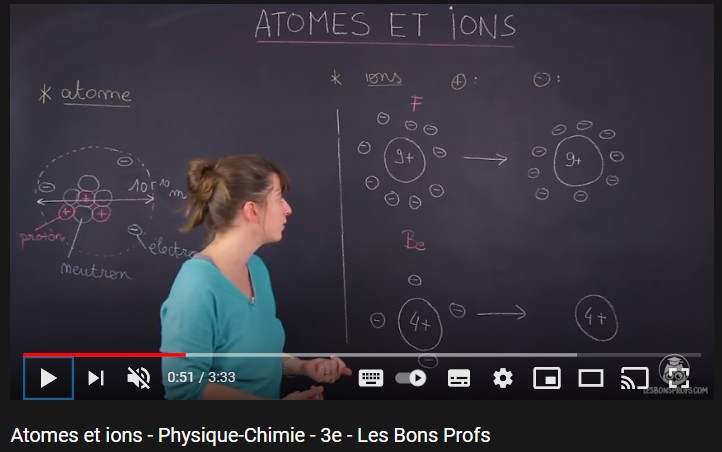 ATOMES ET IONS
* atome
10⁻¹⁰ m
proton
neutron
électro
* ions ⊕: ⊖:
F
9+ → 9+
Be
4+ → 4+
0:51 / 3:33
LESBONSPROFS.COM
Atomes et ions - Physique-Chimie - 3e - Les Bons Profs